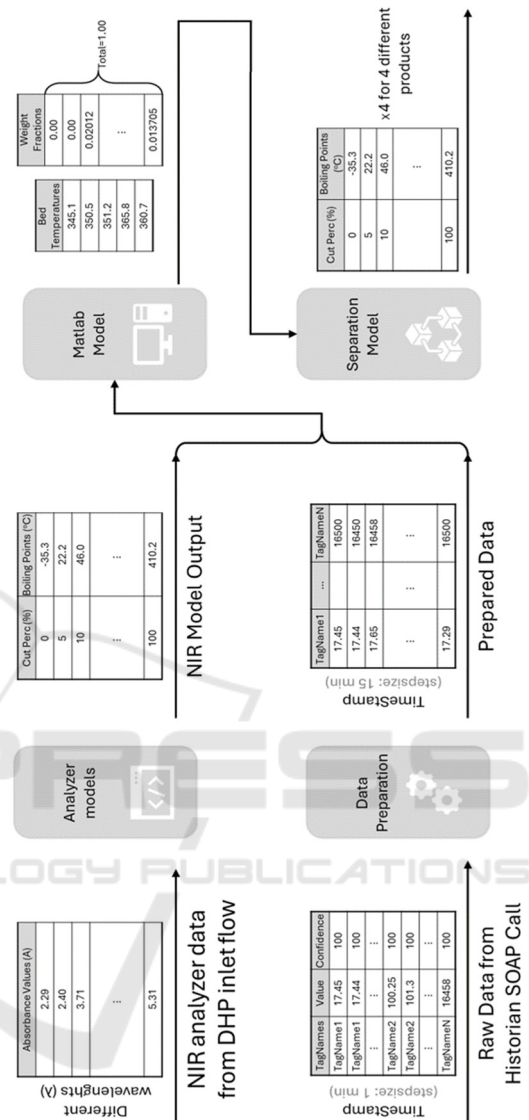 Different
wavelenghts (λ)
Absorbance Values (A)
2.29
2.40
3.71
⋮
5.31
NIR analyzer data
from DHP inlet flow
Analyzer
models
Cut Perc (%) Boiling Points (°C)
0 -35.3
5 22.2
10 46.0
⋮ ⋮
100 410.2
NIR Model Output
Matlab
Model
Bed
Temperatures
345.1
350.5
351.2
365.8
360.7
Weight
Fractions
0.00
0.00
0.02012
⋮
0.013705
Total=1.00
TimeStamp
(stepsize: 1 min)
TagNames Value Confidence
TagName1 17.45 100
TagName1 17.44 100
⋮ ⋮ ⋮
TagName2 100.25 100
TagName2 101.3 100
⋮ ⋮ ⋮
TagNameN 16458 100
Raw Data from
Historian SOAP Call
Data
Preparation
TimeStamp
(stepsize: 15 min)
TagName1 ... TagNameN
17.45 16500
17.44 16450
17.65 16458
⋮ ⋮
17.29 16500
Prepared Data
Separation
Model
Cut Perc (%) Boiling Points
(°C)
0 -35.3
5 22.2
10 46.0
⋮ ⋮
100 410.2
x4 for 4 different
products
PRESS
LOGY PUBLICATIONS